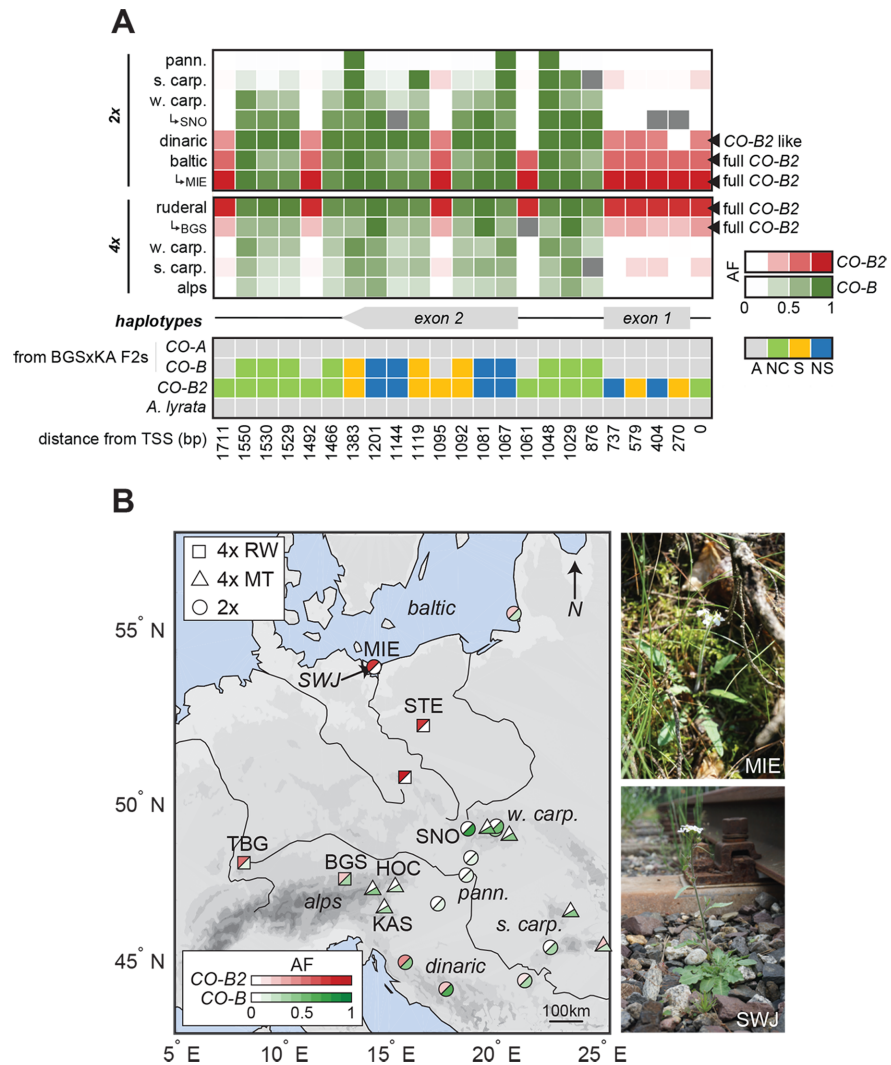 A
2x
pann.
s. carp.
w. carp.
↳SNO
dinaric
baltic
↳MIE
CO-B2 like
full CO-B2
full CO-B2
4x
ruderal
↳BGS
w. carp.
s. carp.
alps
full CO-B2
full CO-B2
AF
CO-B2
CO-B
0 0.5 1
haplotypes
exon 2
exon 1
from BGSxKA F2s
CO-A
CO-B
CO-B2
A. lyrata
A NC S NS
distance from TSS (bp)
1711 1550 1530 1529 1492 1466 1383 1201 1144 1119 1095 1092 1081 1067 1061 1048 1029 876 737 579 404 270 0
B
4x RW
4x MT
2x
baltic
N
55° N
MIE
SWJ
STE
MIE
50° N
w. carp.
SNO
TBG
BGS
HOC
alps
pann.
KAS
s. carp.
45° N
dinaric
AF
CO-B2
CO-B
0 0.5 1
100km
SWJ
5° E 10° E 15° E 20° E 25° E